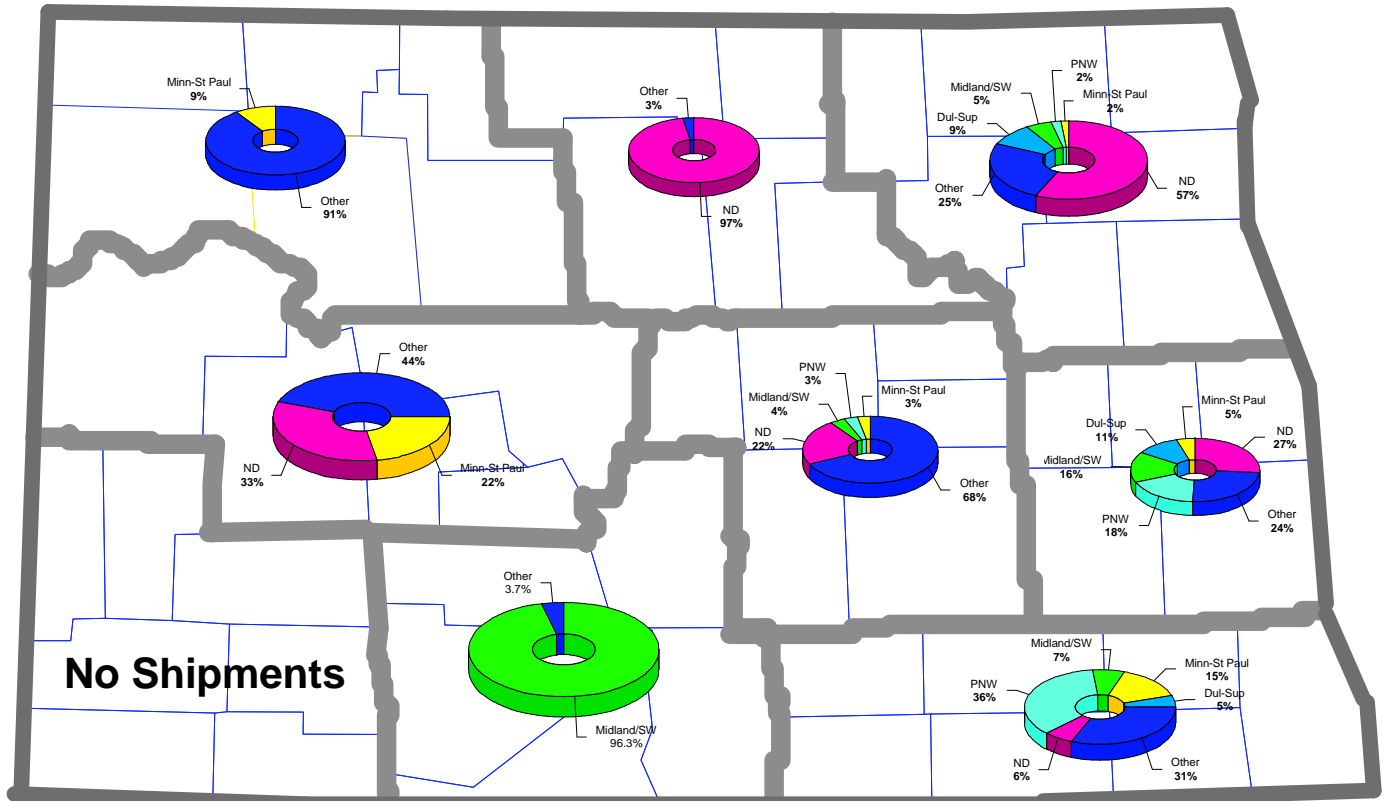 Minn-St Paul
9%
Other
91%
Other
3%
ND
97%
PNW
2%
Midland/SW
5%
Minn-St Paul
2%
Dul-Sup
9%
Other
25%
ND
57%
Other
44%
ND
33%
Minn-St Paul
22%
PNW
3%
Minn-St Paul
3%
Midland/SW
4%
ND
22%
Other
68%
Minn-St Paul
5%
Dul-Sup
11%
ND
27%
Midland/SW
16%
PNW
18%
Other
24%
Other
3.7%
Midland/SW
96.3%
No Shipments
Midland/SW
7%
Minn-St Paul
15%
PNW
36%
Dul-Sup
5%
ND
6%
Other
31%